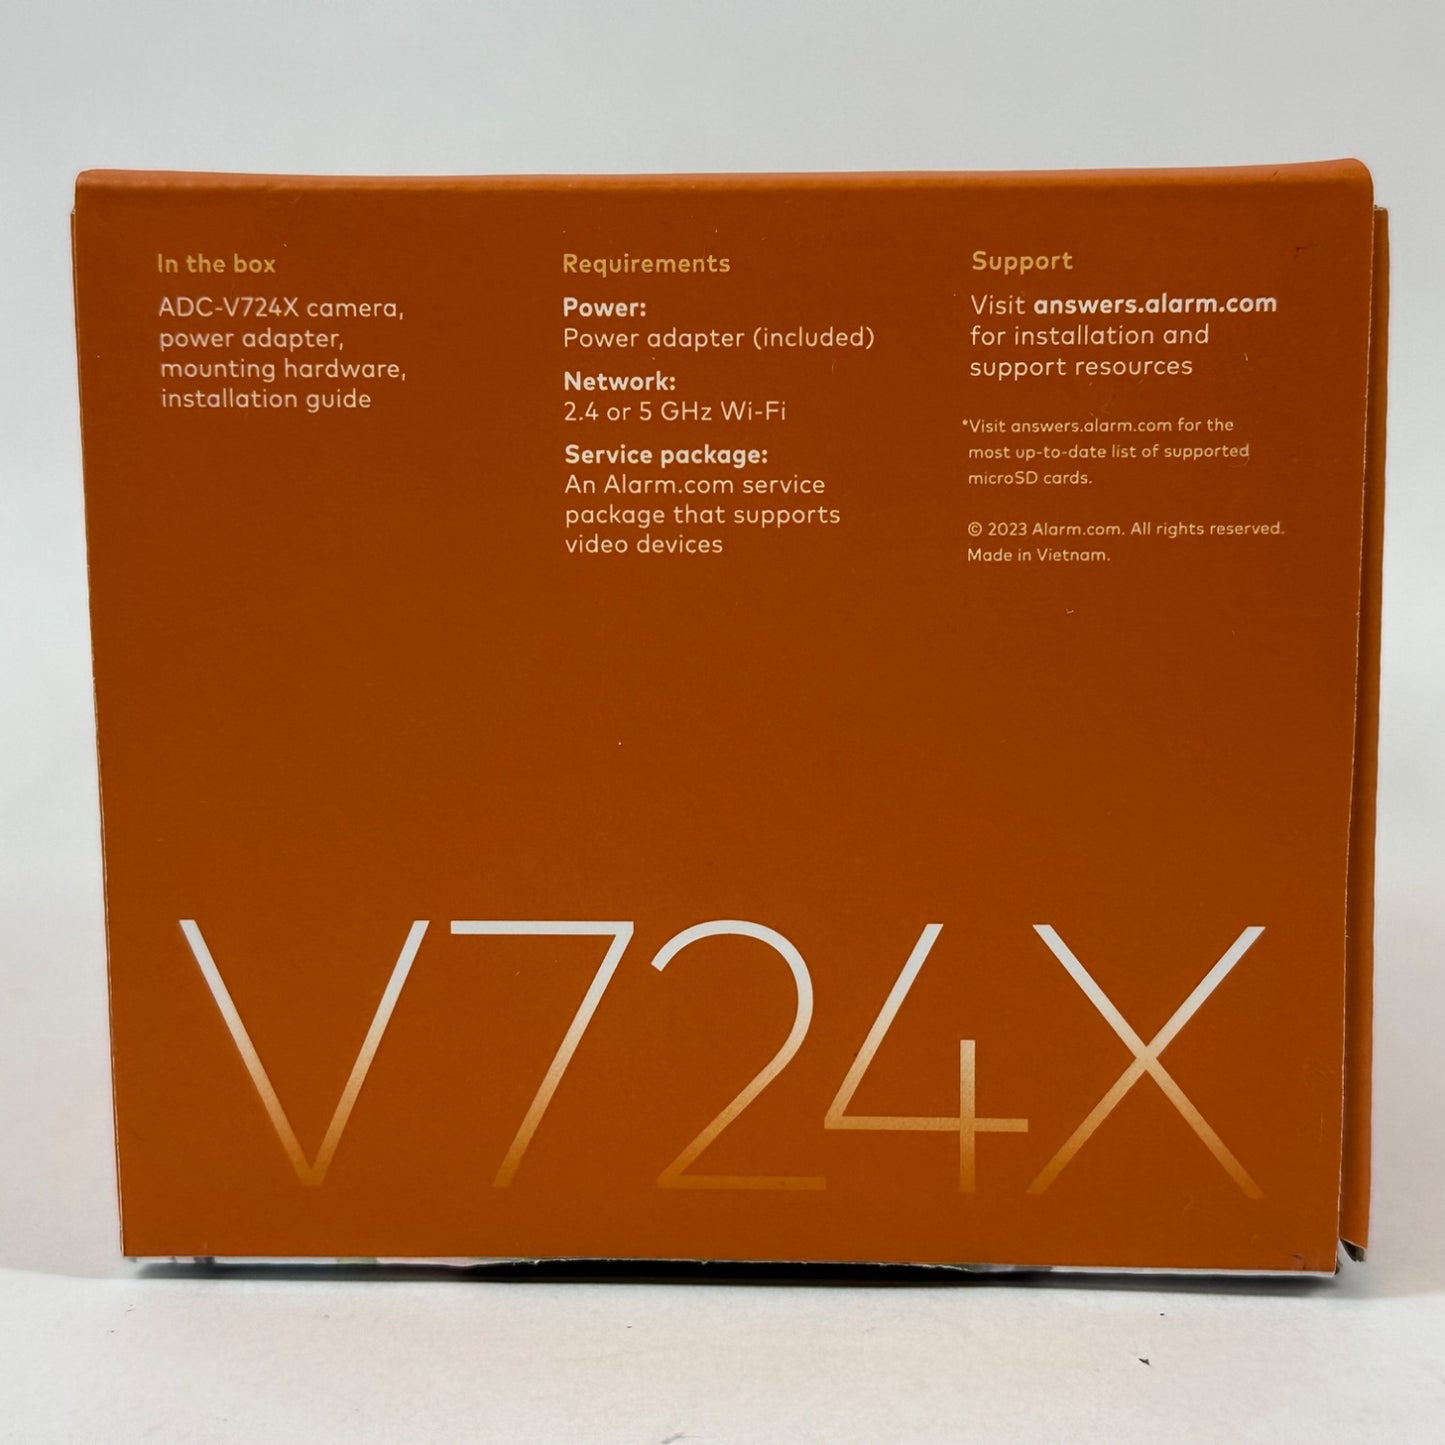 In the box
ADC-V724X camera,
power adapter,
mounting hardware,
installation guide
Requirements
Power:
Power adapter (included)
Network:
2.4 or 5 GHz Wi-Fi
Service package:
An Alarm.com service
package that supports
video devices
Support
Visit answers.alarm.com
for installation and
support resources
*Visit answers.alarm.com for the
most up-to-date list of supported
microSD cards.
© 2023 Alarm.com. All rights reserved.
Made in Vietnam.
V724X